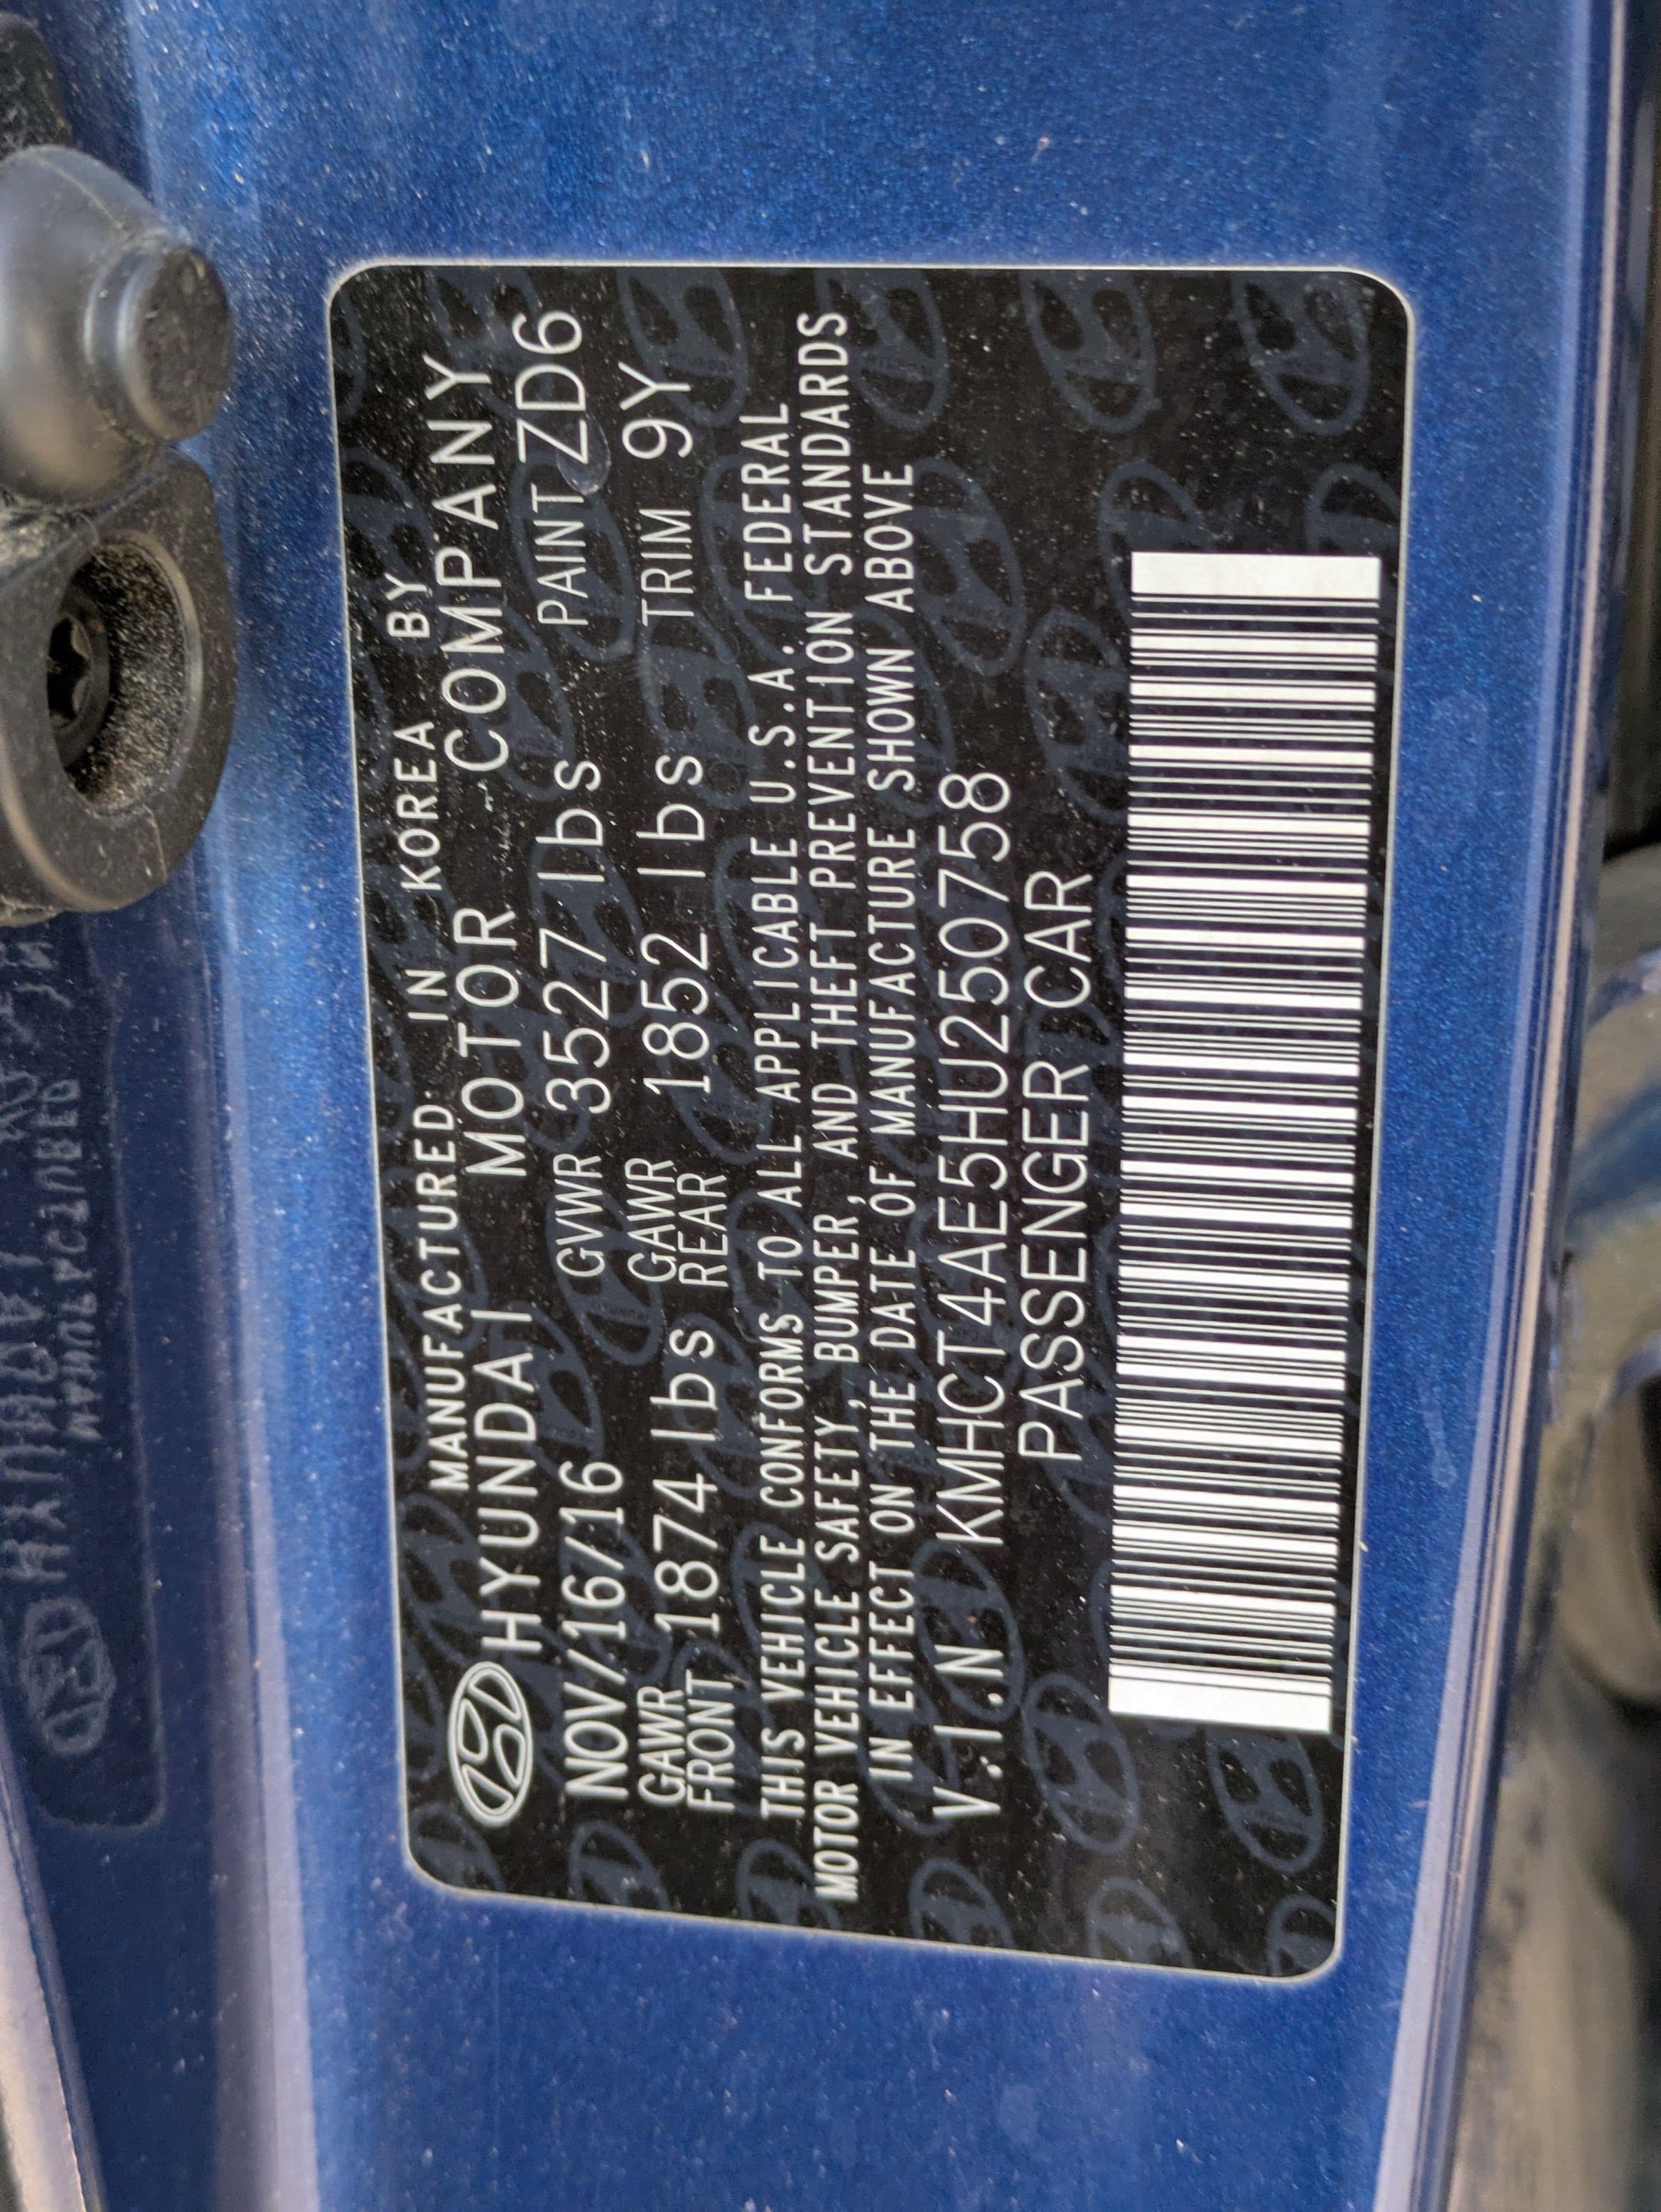 MANUFACTURED IN KOREA BY
HYUNDAI MOTOR COMPANY
NOV/16/16 GVWR 3527 lbs PAINT ZD6
GAWR FRONT 1874 lbs GAWR REAR 1852 lbs TRIM 9Y
THIS VEHICLE CONFORMS TO ALL APPLICABLE U.S.A. FEDERAL
MOTOR VEHICLE SAFETY, BUMPER, AND THEFT PREVENTION STANDARDS
IN EFFECT ON THE DATE OF MANUFACTURE SHOWN ABOVE
V.I.N KMHCT4AE5HU250758
PASSENGER CAR